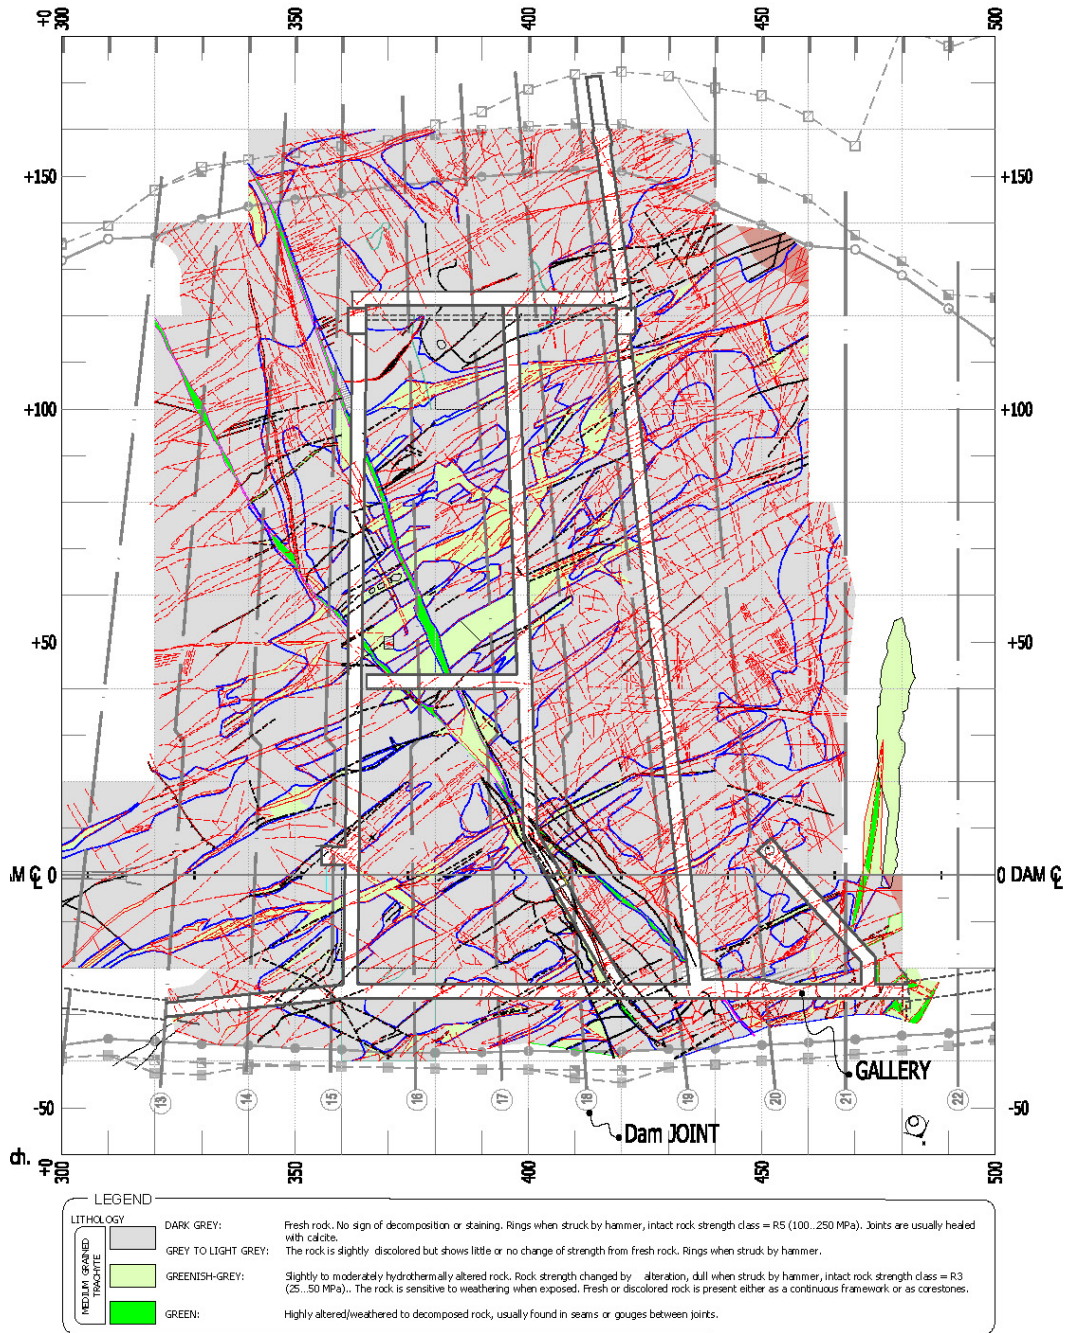 +0 300 350 400 450 500
+150 +150
+100 +100
+50 +50
M ℄ 0 0 DAM ℄
GALLERY
13 14 15 16 17 18 19 20 21 22
-50 -50
Dam JOINT
ch.
+0 300 350 400 450 500
LEGEND
LITHOLOGY
MEDIUM GRAINED
TRACHYTE
DARK GREY: Fresh rock. No sign of decomposition or staining. Rings when struck by hammer, intact rock strength class = R5 (100...250 MPa). Joints are usually healed
with calcite.
GREY TO LIGHT GREY: The rock is slightly discolored but shows little or no change of strength from fresh rock. Rings when struck by hammer.
GREENISH-GREY: Slightly to moderately hydrothermally altered rock. Rock strength changed by alteration, dull when struck by hammer, intact rock strength class = R3
(25...50 MPa).. The rock is sensitive to weathering when exposed. Fresh or discolored rock is present either as a continuous framework or as corestones.
GREEN: Highly altered/weathered to decomposed rock, usually found in seams or gouges between joints.